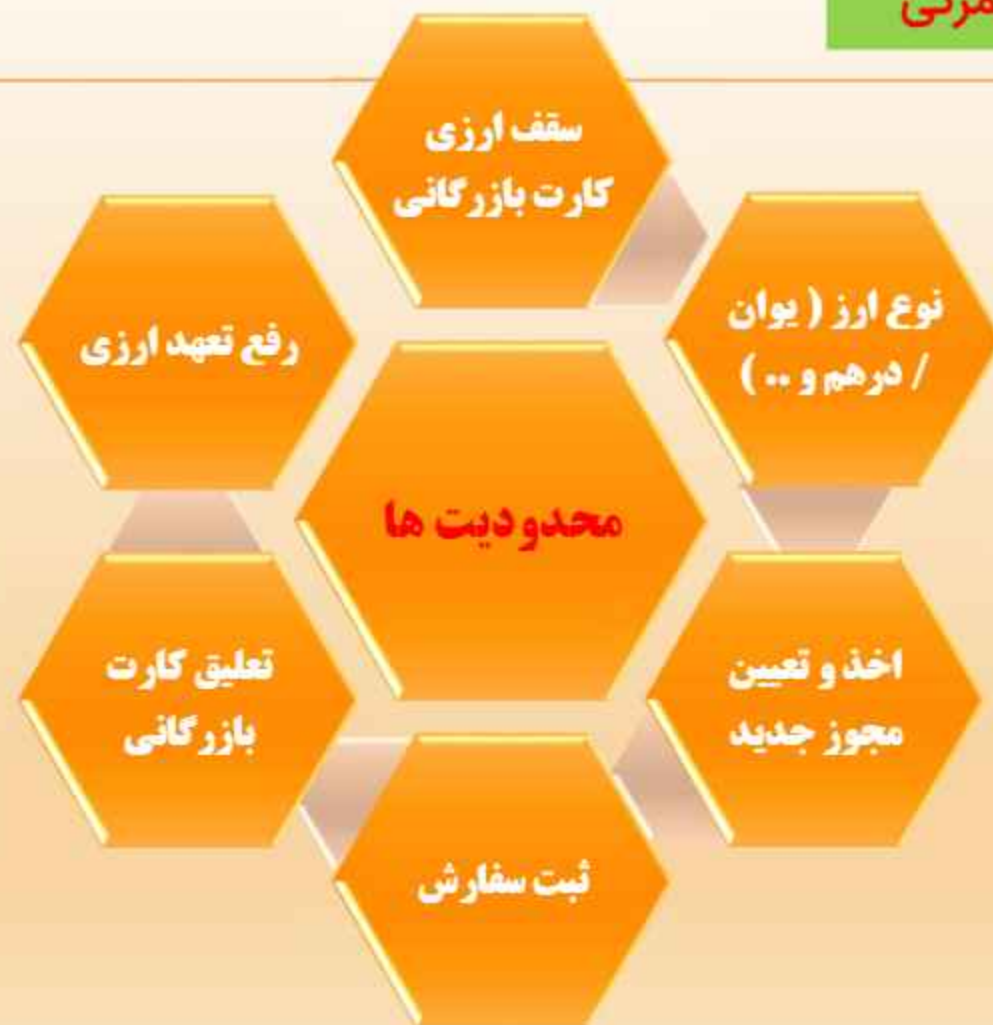 سقف ارزی
کارت بازرگانی
نوع ارز ( یوان
/ درهم و .. )
رفع تعهد ارزی
محدودیت ها
اخذ و تعیین
مجوز جدید
تعلیق کارت
بازرگانی
ثبت سفارش